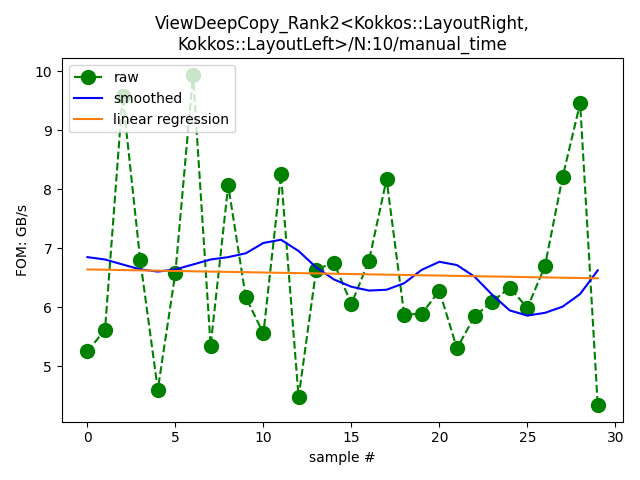 ViewDeepCopy_Rank2<Kokkos::LayoutRight,
Kokkos::LayoutLeft>/N:10/manual_time
raw
smoothed
linear regression
FOM: GB/s
10
9
8
7
6
5
0
5
10
15
20
25
30
sample #